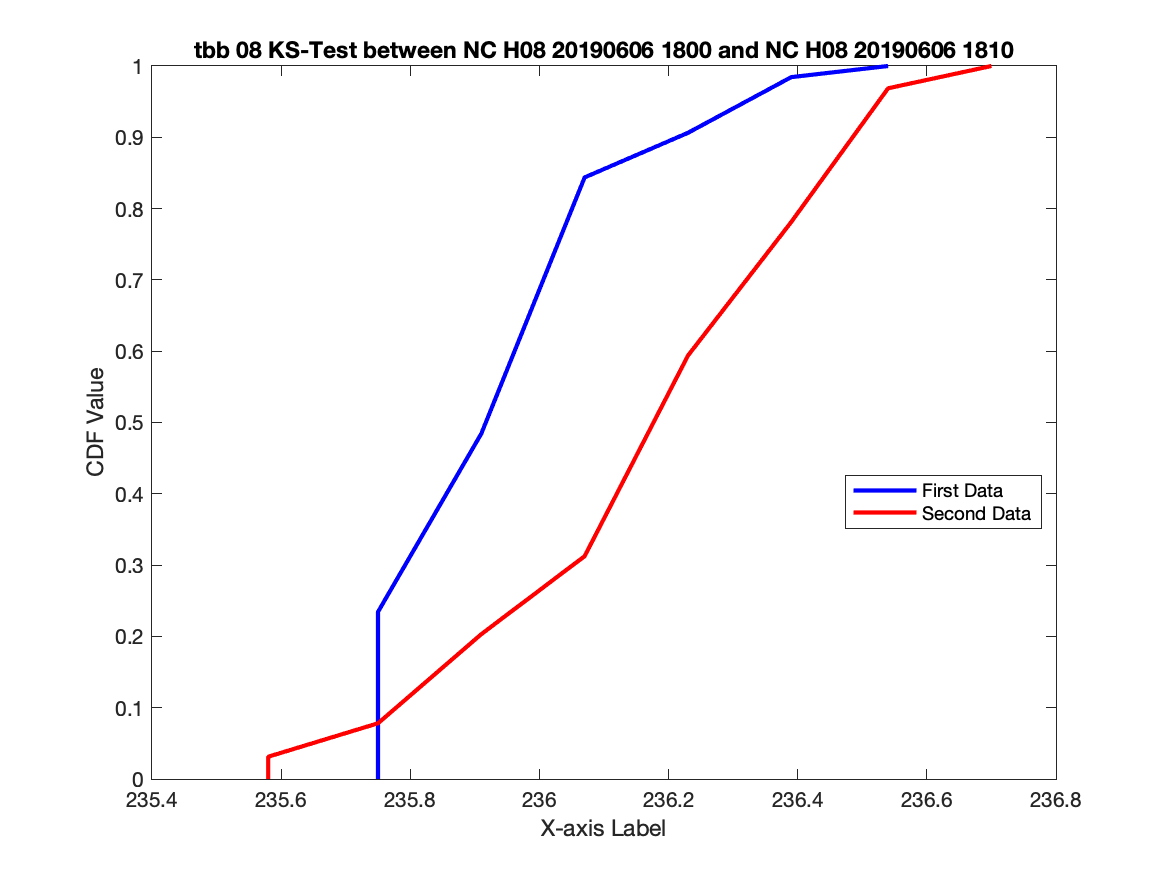 tbb 08 KS-Test between NC H08 20190606 1800 and NC H08 20190606 1810
1
0.9
0.8
0.7
0.6
0.5
0.4
0.3
0.2
0.1
0
CDF Value
First Data
Second Data
235.4 235.6 235.8 236 236.2 236.4 236.6 236.8
X-axis Label